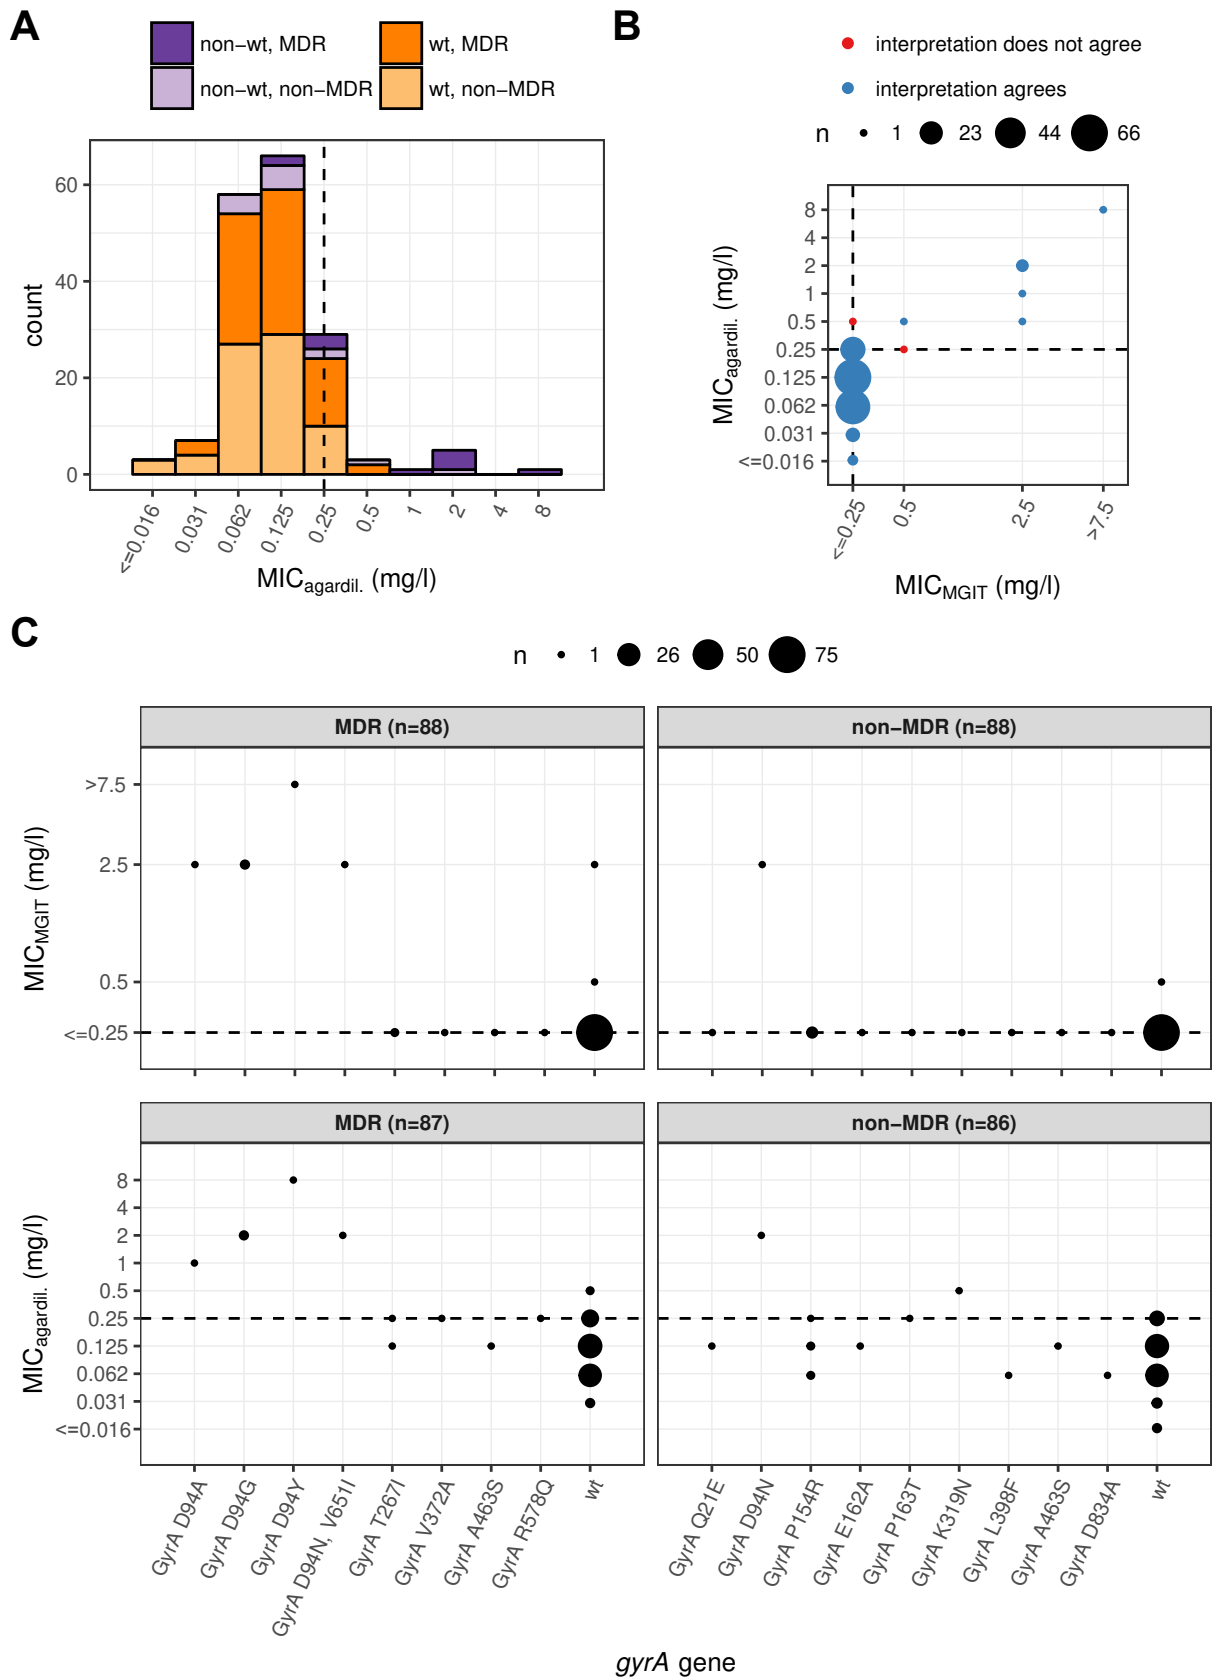 A
non-wt, MDR
wt, MDR
non-wt, non-MDR
wt, non-MDR
60
40
20
0
count
<=0.016
0.031
0.062
0.125
0.25
0.5
1
2
4
8
MICagardil. (mg/l)
B
interpretation does not agree
interpretation agrees
n 1 23 44 66
8
4
2
1
0.5
0.25
0.125
0.062
0.031
<=0.016
MICagardil. (mg/l)
<=0.25
0.5
2.5
>7.5
MICMGIT (mg/l)
C
n 1 26 50 75
MDR (n=88)
non-MDR (n=88)
>7.5
2.5
0.5
<=0.25
MICMGIT (mg/l)
MDR (n=87)
non-MDR (n=86)
8
4
2
1
0.5
0.25
0.125
0.062
0.031
<=0.016
MICagardil. (mg/l)
GyrA D94A
GyrA D94G
GyrA D94Y
GyrA D94N, V651I
GyrA T267I
GyrA V372A
GyrA A463S
GyrA R578Q
wt
GyrA Q21E
GyrA D94N
GyrA P154R
GyrA E162A
GyrA P163T
GyrA K319N
GyrA L398F
GyrA A463S
GyrA D834A
wt
gyrA gene